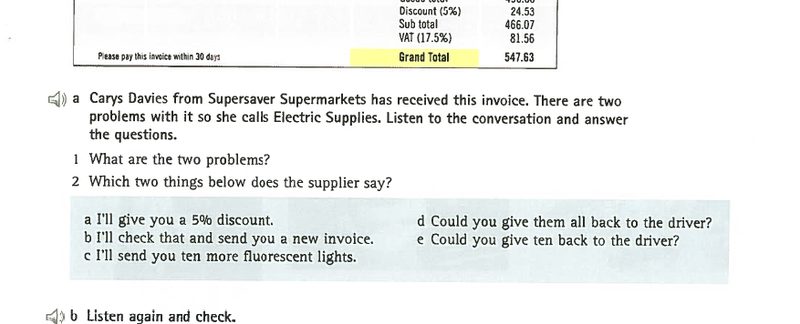 Discount (5%) 24.53
Sub total 466.07
VAT (17.5%) 81.56
Please pay this invoice within 30 days Grand Total 547.63
a Carys Davies from Supersaver Supermarkets has received this invoice. There are two
problems with it so she calls Electric Supplies. Listen to the conversation and answer
the questions.
1 What are the two problems?
2 Which two things below does the supplier say?
a I'll give you a 5% discount.
b I'll check that and send you a new invoice.
c I'll send you ten more fluorescent lights.
d Could you give them all back to the driver?
e Could you give ten back to the driver?
b Listen again and check.